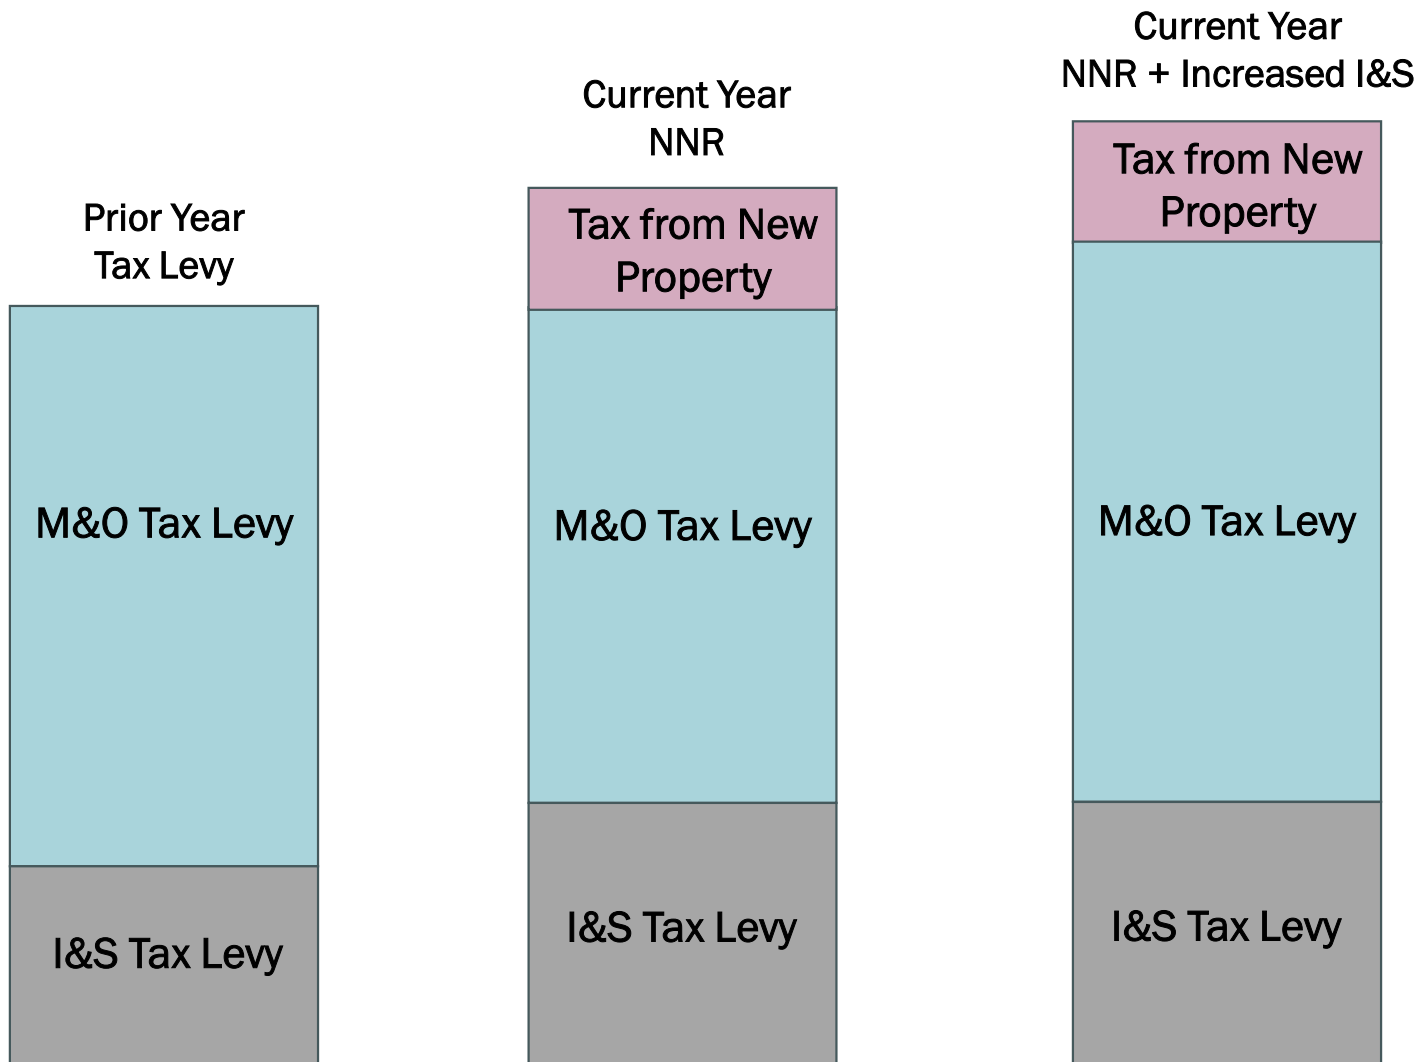 Prior Year
Tax Levy
M&O Tax Levy
I&S Tax Levy
Current Year
NNR
Tax from New
Property
M&O Tax Levy
I&S Tax Levy
Current Year
NNR + Increased I&S
Tax from New
Property
M&O Tax Levy
I&S Tax Levy